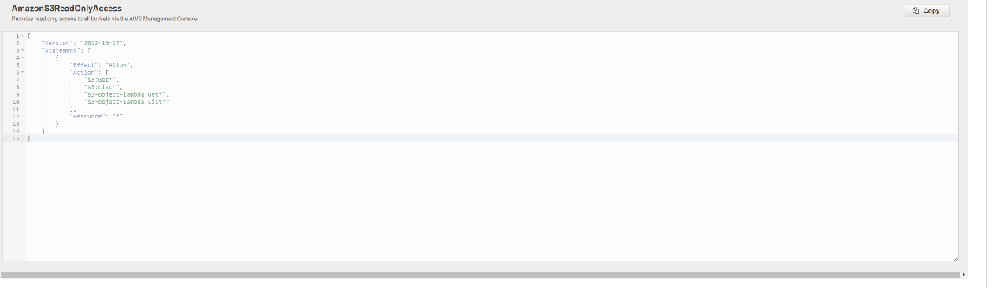 AmazonS3ReadOnlyAccess
Copy
Provides read only access to all buckets via the AWS Management Console.
1 {
2 "Version": "2012-10-17",
3 "Statement": [
4 {
5 "Effect": "Allow",
6 "Action": [
7 "s3:Get*",
8 "s3:List*",
9 "s3-object-lambda:Get*",
10 "s3-object-lambda:List*"
11 ],
12 "Resource": "*"
13 }
14 ]
15 }